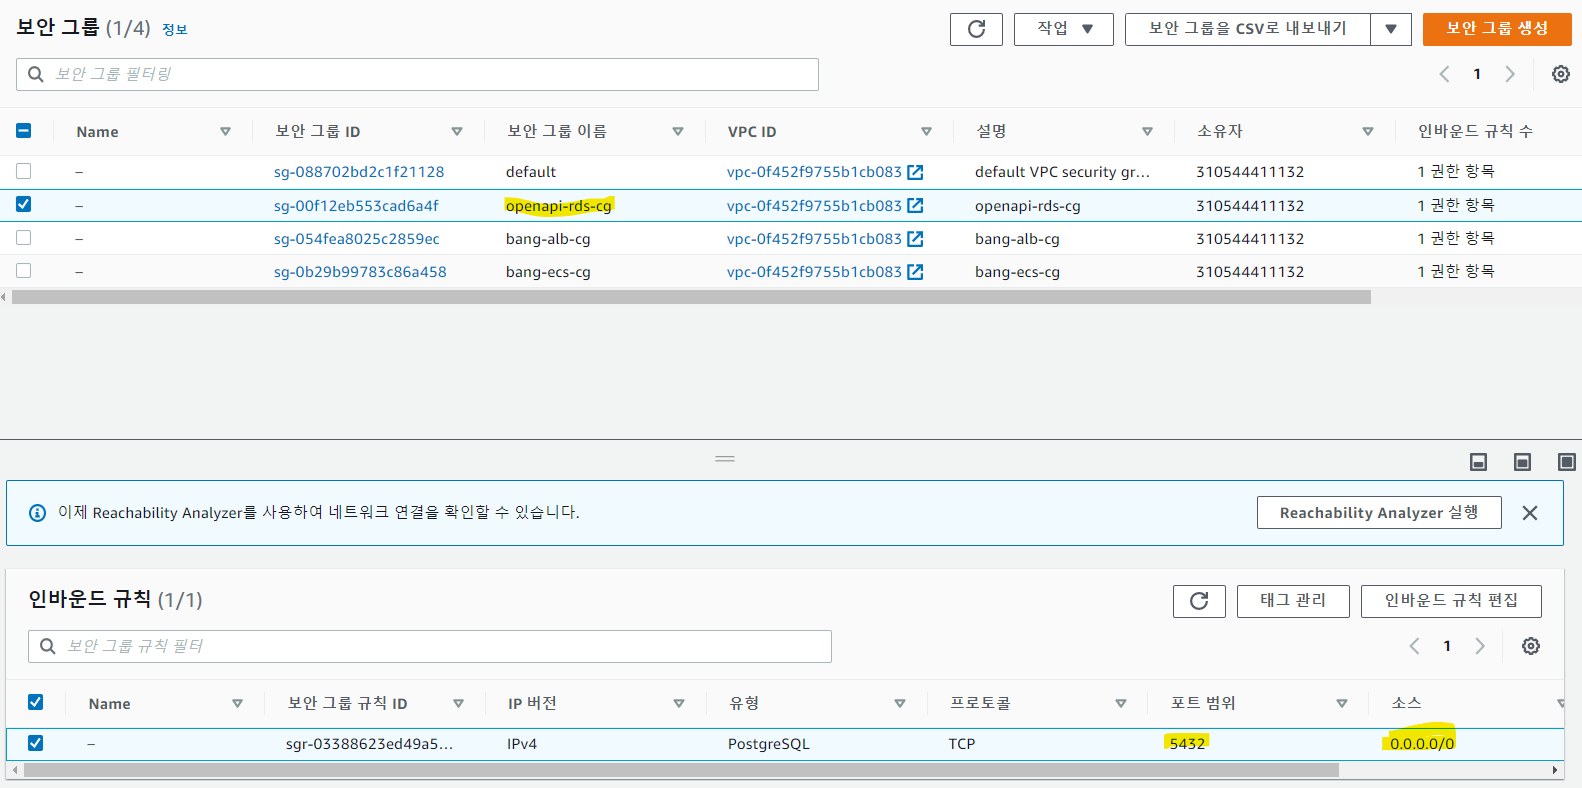 보안 그룹 (1/4) 정보
작업 보안 그룹을 CSV로 내보내기 보안 그룹 생성
보안 그룹 필터링
1
Name 보안 그룹 ID 보안 그룹 이름 VPC ID 설명 소유자 인바운드 규칙 수
– sg-088702bd2c1f21128 default vpc-0f452f9755b1cb083 default VPC security gr... 310544411132 1 권한 항목
– sg-00f12eb553cad6a4f openapi-rds-cg vpc-0f452f9755b1cb083 openapi-rds-cg 310544411132 1 권한 항목
– sg-054fea8025c2859ec bang-alb-cg vpc-0f452f9755b1cb083 bang-alb-cg 310544411132 1 권한 항목
– sg-0b29b99783c86a458 bang-ecs-cg vpc-0f452f9755b1cb083 bang-ecs-cg 310544411132 1 권한 항목
이제 Reachability Analyzer를 사용하여 네트워크 연결을 확인할 수 있습니다.
Reachability Analyzer 실행
인바운드 규칙 (1/1)
태그 관리 인바운드 규칙 편집
보안 그룹 규칙 필터
1
Name 보안 그룹 규칙 ID IP 버전 유형 프로토콜 포트 범위 소스
– sgr-03388623ed49a5... IPv4 PostgreSQL TCP 5432 0.0.0.0/0